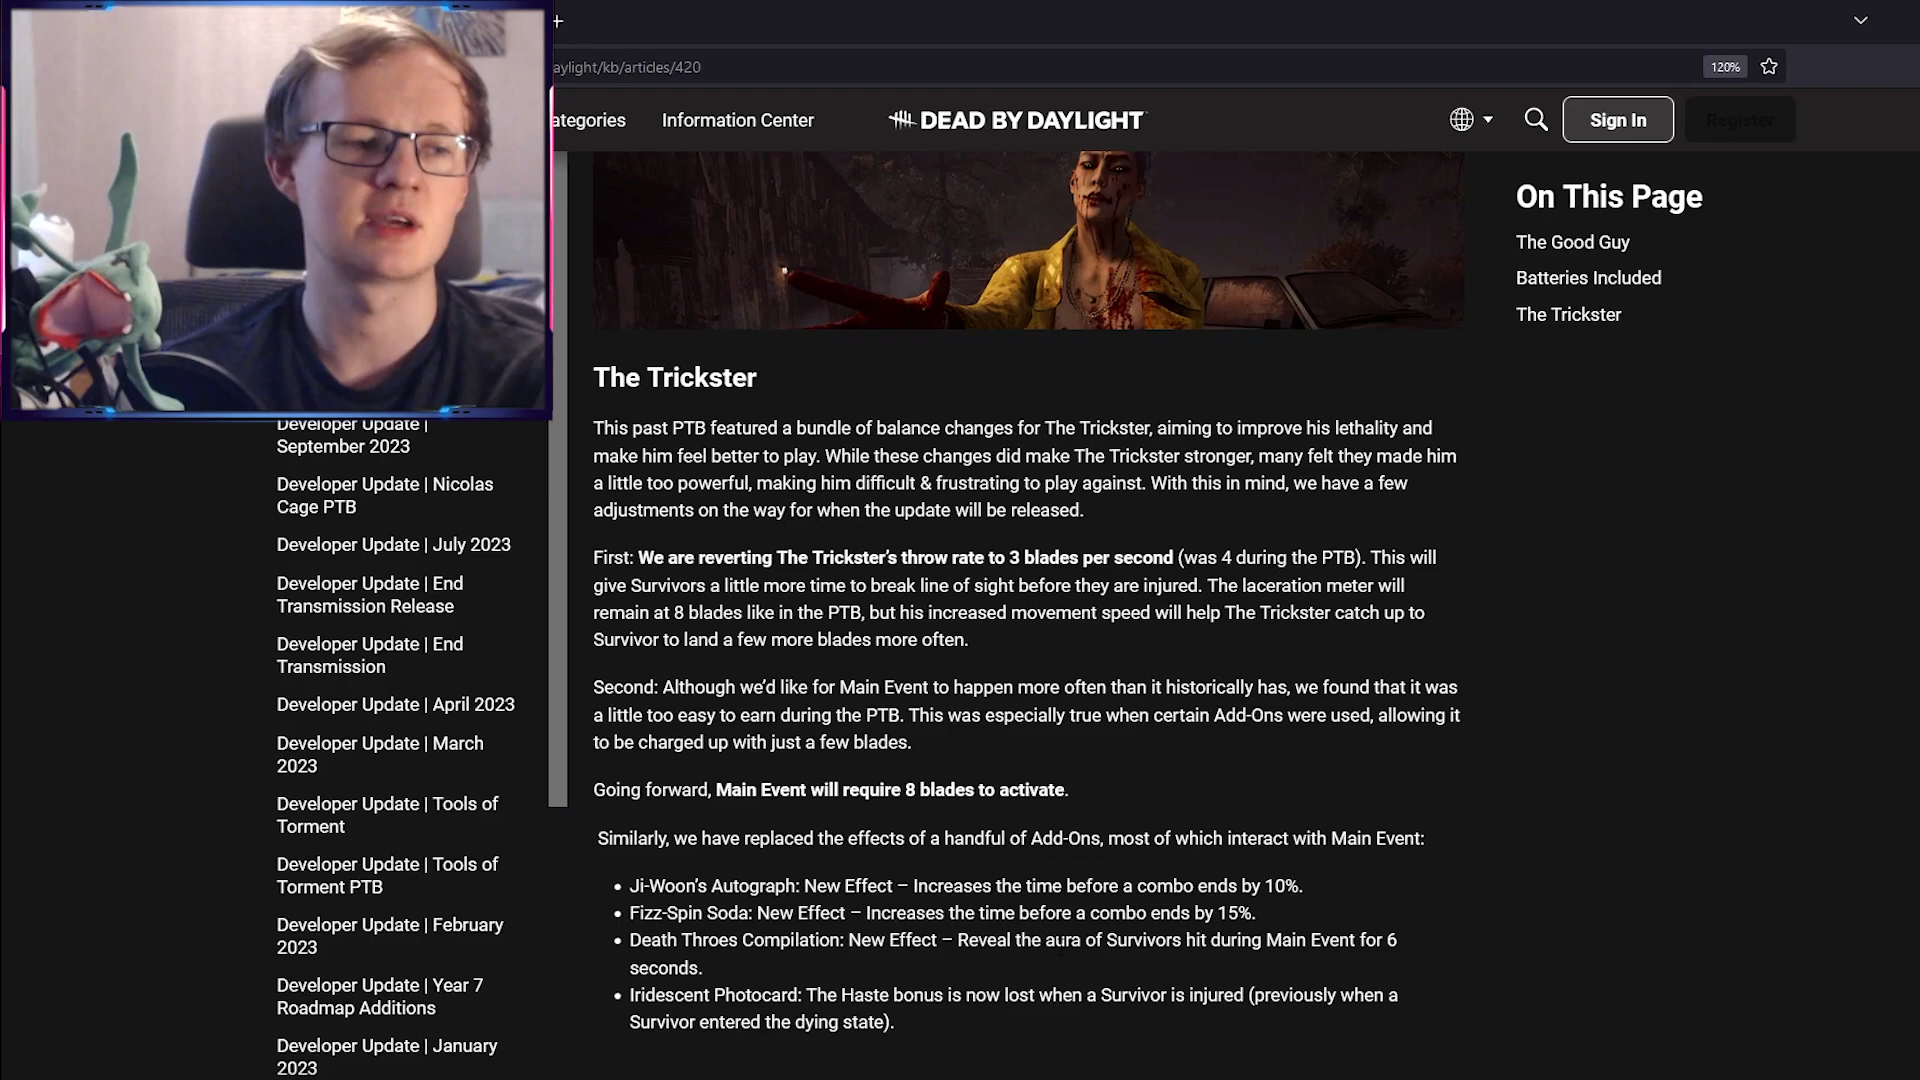 aylight/kb/articles/420
120%
ategories
Information Center
DEAD BY DAYLIGHT
Sign In
Register
On This Page
The Good Guy
Batteries Included
The Trickster
Developer Update |
September 2023
Developer Update | Nicolas
Cage PTB
Developer Update | July 2023
Developer Update | End
Transmission Release
Developer Update | End
Transmission
Developer Update | April 2023
Developer Update | March
2023
Developer Update | Tools of
Torment
Developer Update | Tools of
Torment PTB
Developer Update | February
2023
Developer Update | Year 7
Roadmap Additions
Developer Update | January
2023
The Trickster
This past PTB featured a bundle of balance changes for The Trickster, aiming to improve his lethality and
make him feel better to play. While these changes did make The Trickster stronger, many felt they made him
a little too powerful, making him difficult & frustrating to play against. With this in mind, we have a few
adjustments on the way for when the update will be released.
First: We are reverting The Trickster’s throw rate to 3 blades per second (was 4 during the PTB). This will
give Survivors a little more time to break line of sight before they are injured. The laceration meter will
remain at 8 blades like in the PTB, but his increased movement speed will help The Trickster catch up to
Survivor to land a few more blades more often.
Second: Although we’d like for Main Event to happen more often than it historically has, we found that it was
a little too easy to earn during the PTB. This was especially true when certain Add-Ons were used, allowing it
to be charged up with just a few blades.
Going forward, Main Event will require 8 blades to activate.
Similarly, we have replaced the effects of a handful of Add-Ons, most of which interact with Main Event:
• Ji-Woon’s Autograph: New Effect – Increases the time before a combo ends by 10%.
• Fizz-Spin Soda: New Effect – Increases the time before a combo ends by 15%.
• Death Throes Compilation: New Effect – Reveal the aura of Survivors hit during Main Event for 6
seconds.
• Iridescent Photocard: The Haste bonus is now lost when a Survivor is injured (previously when a
Survivor entered the dying state).